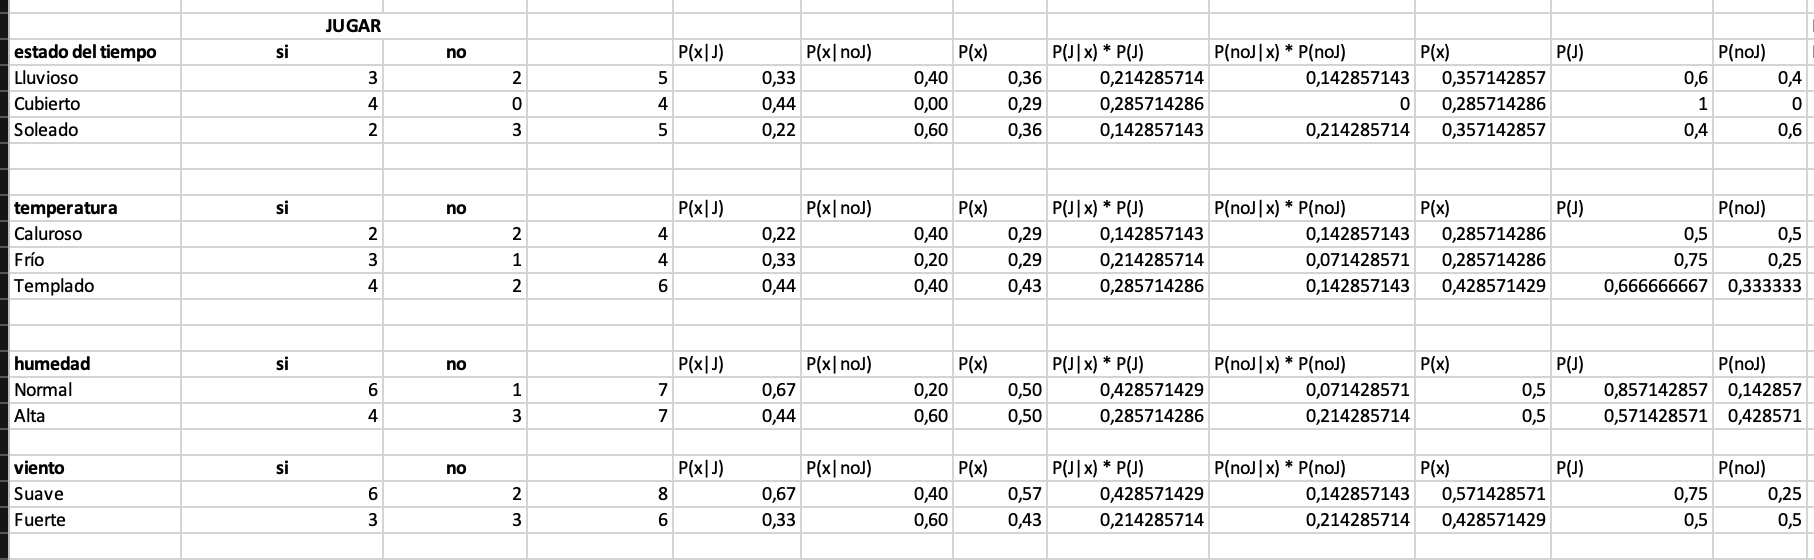 JUGAR
estado del tiempo si no P(x|J) P(x|noJ) P(x) P(J|x) * P(J) P(noJ|x) * P(noJ) P(x) P(J) P(noJ)
Lluvioso 3 2 5 0,33 0,40 0,36 0,214285714 0,142857143 0,357142857 0,6 0,4
Cubierto 4 0 4 0,44 0,00 0,29 0,285714286 0 0,285714286 1 0
Soleado 2 3 5 0,22 0,60 0,36 0,142857143 0,214285714 0,357142857 0,4 0,6
temperatura si no P(x|J) P(x|noJ) P(x) P(J|x) * P(J) P(noJ|x) * P(noJ) P(x) P(J) P(noJ)
Caluroso 2 2 4 0,22 0,40 0,29 0,142857143 0,142857143 0,285714286 0,5 0,5
Frío 3 1 4 0,33 0,20 0,29 0,214285714 0,071428571 0,285714286 0,75 0,25
Templado 4 2 6 0,44 0,40 0,43 0,285714286 0,142857143 0,428571429 0,666666667 0,333333
humedad si no P(x|J) P(x|noJ) P(x) P(J|x) * P(J) P(noJ|x) * P(noJ) P(x) P(J) P(noJ)
Normal 6 1 7 0,67 0,20 0,50 0,428571429 0,071428571 0,5 0,857142857 0,142857
Alta 4 3 7 0,44 0,60 0,50 0,285714286 0,214285714 0,5 0,571428571 0,428571
viento si no P(x|J) P(x|noJ) P(x) P(J|x) * P(J) P(noJ|x) * P(noJ) P(x) P(J) P(noJ)
Suave 6 2 8 0,67 0,40 0,57 0,428571429 0,142857143 0,571428571 0,75 0,25
Fuerte 3 3 6 0,33 0,60 0,43 0,214285714 0,214285714 0,428571429 0,5 0,5